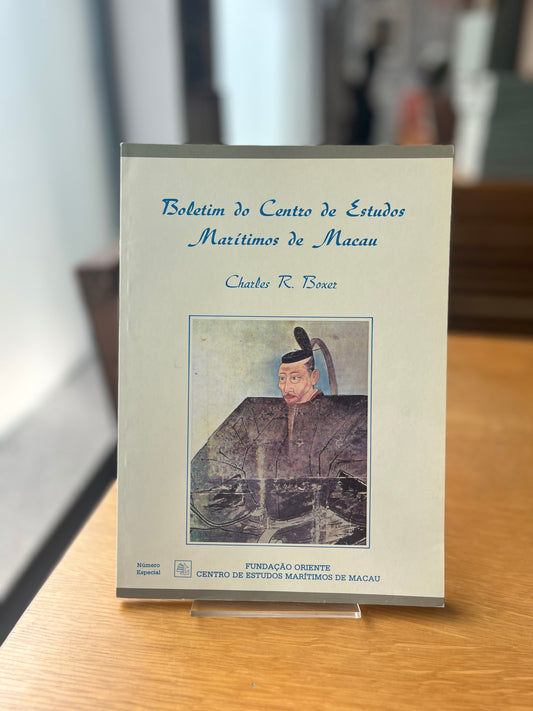 Boletim do Centro de Estudos
Marítimos de Macau
Charles R. Boxer
Número
Especial
FUNDAÇÃO ORIENTE
CENTRO DE ESTUDOS MARÍTIMOS DE MACAU